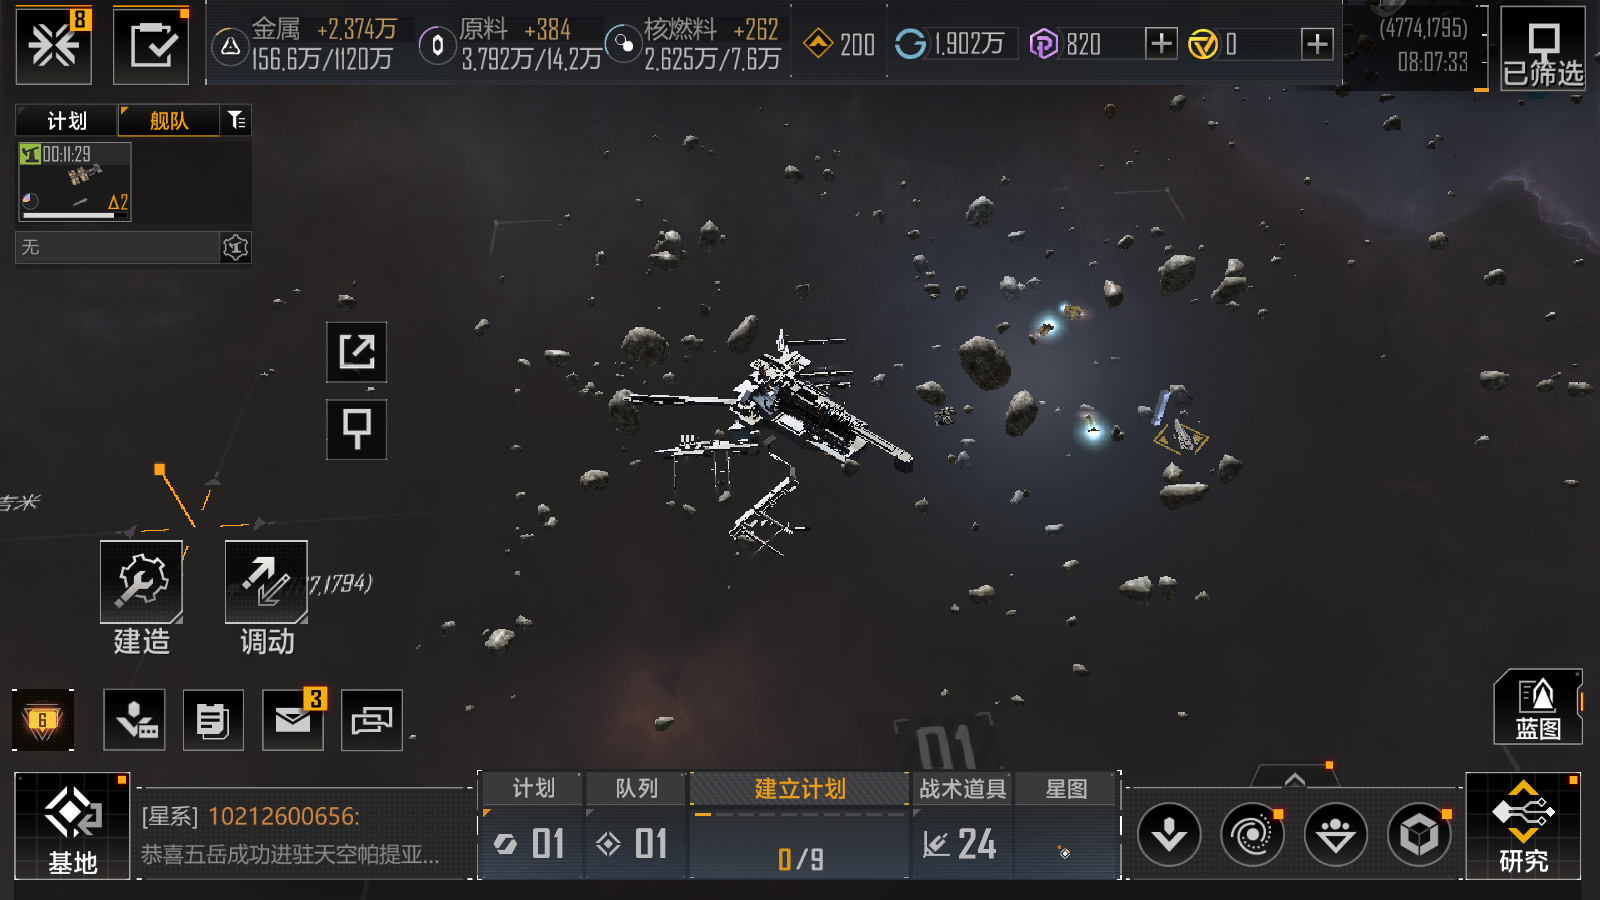 8
金属 +2.374万
156.6万/1120万
原料 +384
3.792万/14.2万
核燃料 +262
2.625万/7.6万
200
1.902万
820
0
(4774,1795)
08:07:33
已筛选
计划
舰队
00:11:29
2
无
吉米
7,1794)
建造
调动
6
3
基地
[星系] 10212600656:
恭喜五岳成功进驻天空帕提亚...
01
计划
01
队列
01
建立计划
0/9
战术道具
24
星图
蓝图
研究